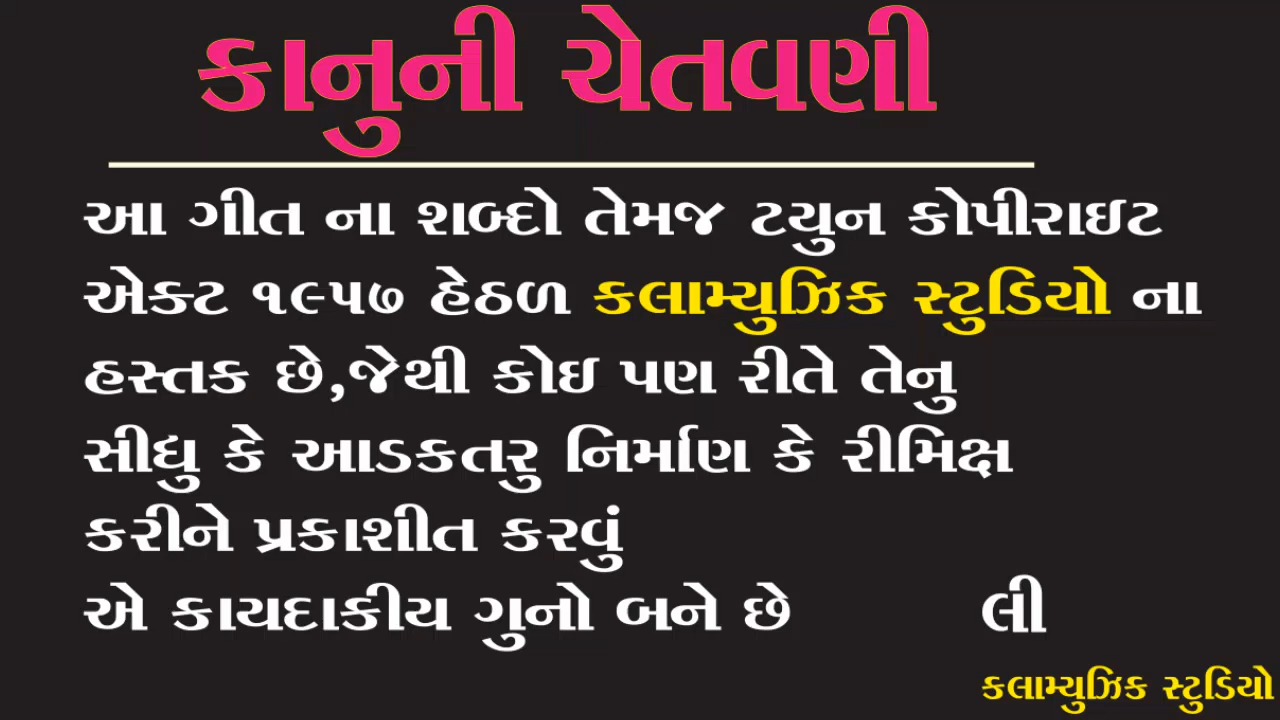 કાનુની ચેતવણી
આ ગીત ના શબ્દો તેમજ ટયુન કોપીરાઇટ
એક્ટ ૧૯૫૭ હેઠળ કલામ્યુઝિક સ્ટુડિયો ના
હસ્તક છે,જેથી કોઇ પણ રીતે તેનુ
સીધુ કે આડકતરુ નિર્માણ કે રીમિક્ષ
કરીને પ્રકાશીત કરવું
એ કાયદાકીય ગુનો બને છે લી
કલામ્યુઝિક સ્ટુડિયો